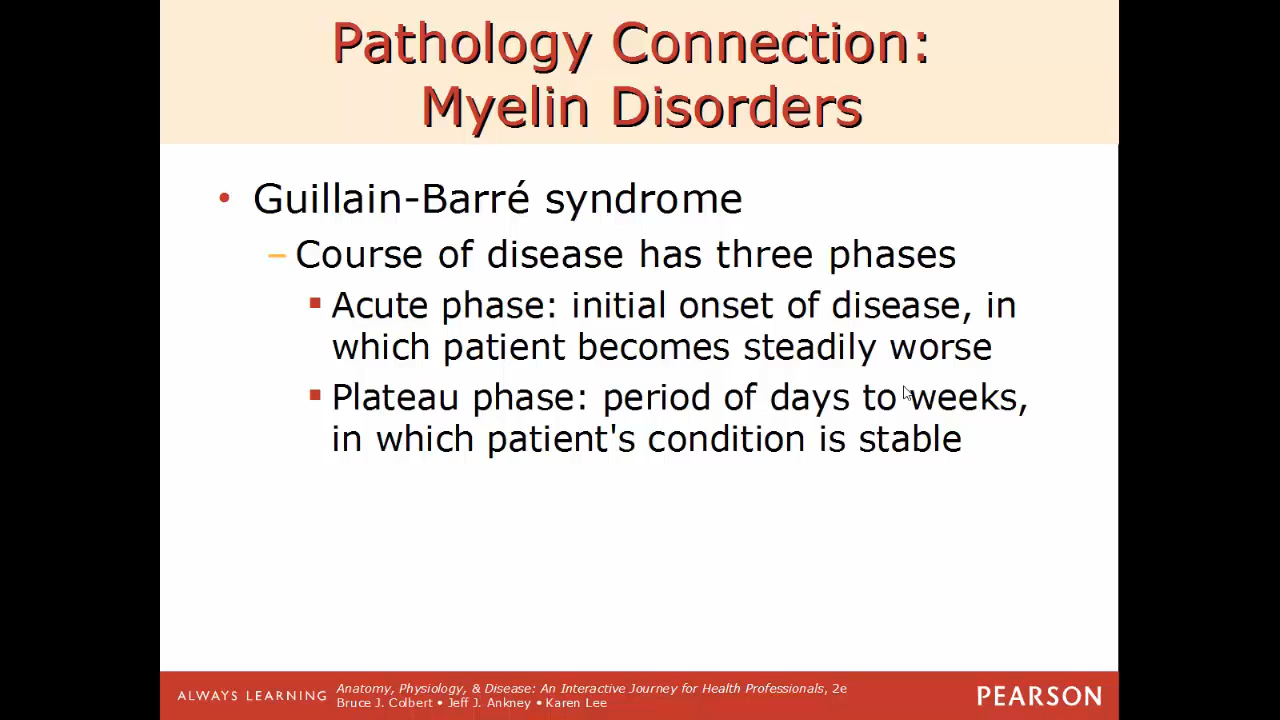 Pathology Connection:
Myelin Disorders
• Guillain-Barré syndrome
– Course of disease has three phases
▪ Acute phase: initial onset of disease, in
which patient becomes steadily worse
▪ Plateau phase: period of days to weeks,
in which patient's condition is stable
ALWAYS LEARNING
Anatomy, Physiology, & Disease: An Interactive Journey for Health Professionals, 2e
Bruce J. Colbert • Jeff J. Ankney • Karen Lee
PEARSON